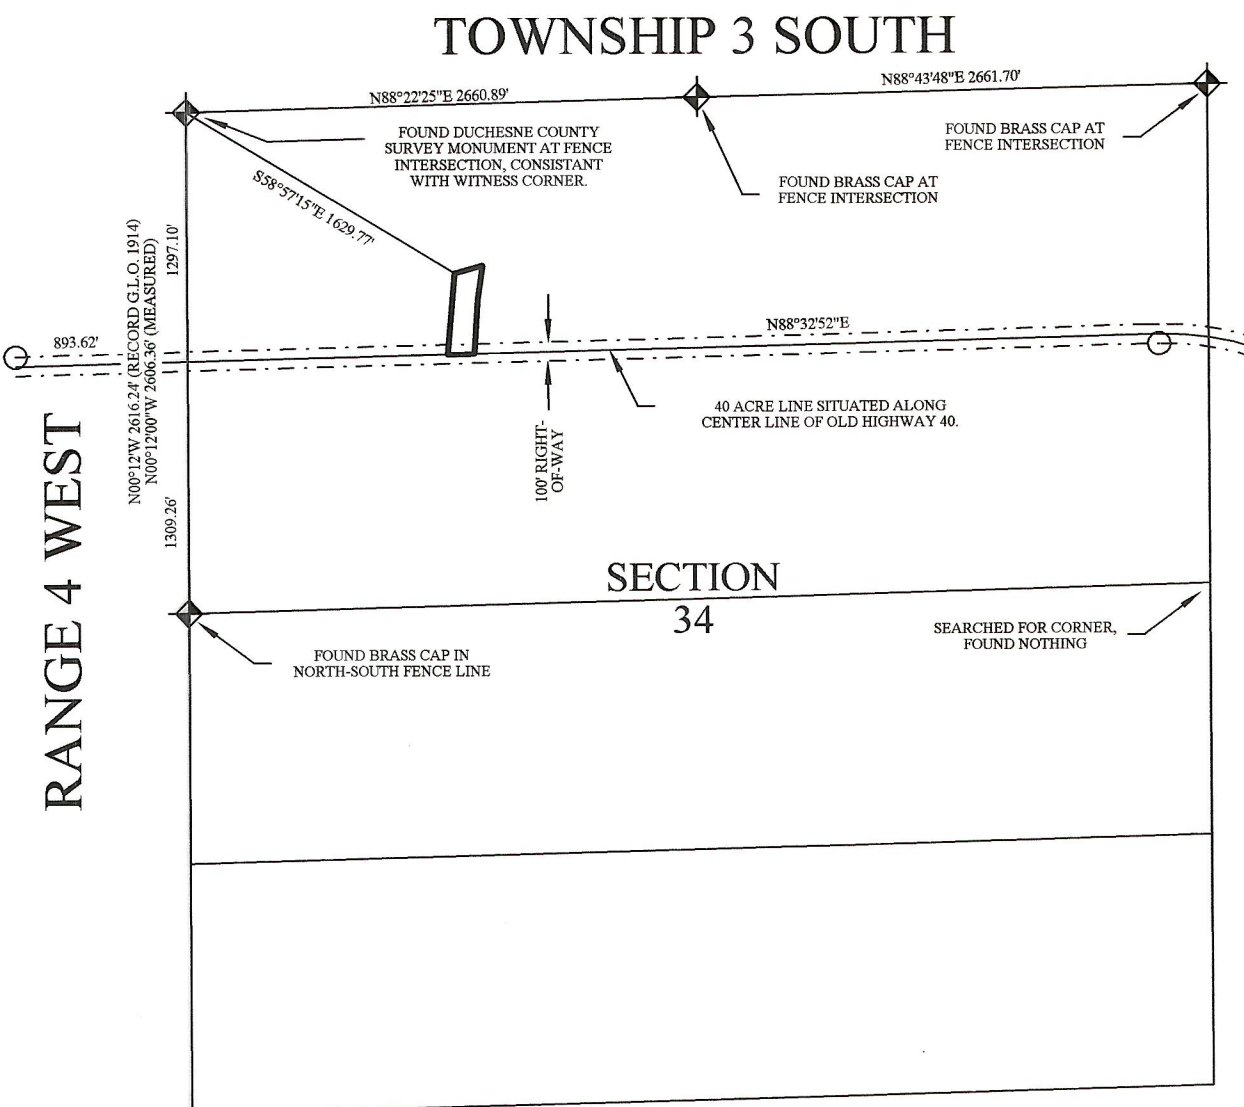 TOWNSHIP 3 SOUTH
N88°22'25"E 2660.89'
N88°43'48"E 2661.70'
FOUND DUCHESNE COUNTY
SURVEY MONUMENT AT FENCE
INTERSECTION, CONSISTANT
WITH WITNESS CORNER.
FOUND BRASS CAP AT
FENCE INTERSECTION
FOUND BRASS CAP AT
FENCE INTERSECTION
S58°57'15"E 1629.77'
N00°12'W 2616.24' (RECORD G.L.O. 1914)
N00°12'00"W 2606.36' (MEASURED)
1297.10'
893.62'
N88°32'52"E
40 ACRE LINE SITUATED ALONG
CENTER LINE OF OLD HIGHWAY 40.
100' RIGHT-
OF-WAY
1309.26'
RANGE 4 WEST
SECTION
34
FOUND BRASS CAP IN
NORTH-SOUTH FENCE LINE
SEARCHED FOR CORNER,
FOUND NOTHING